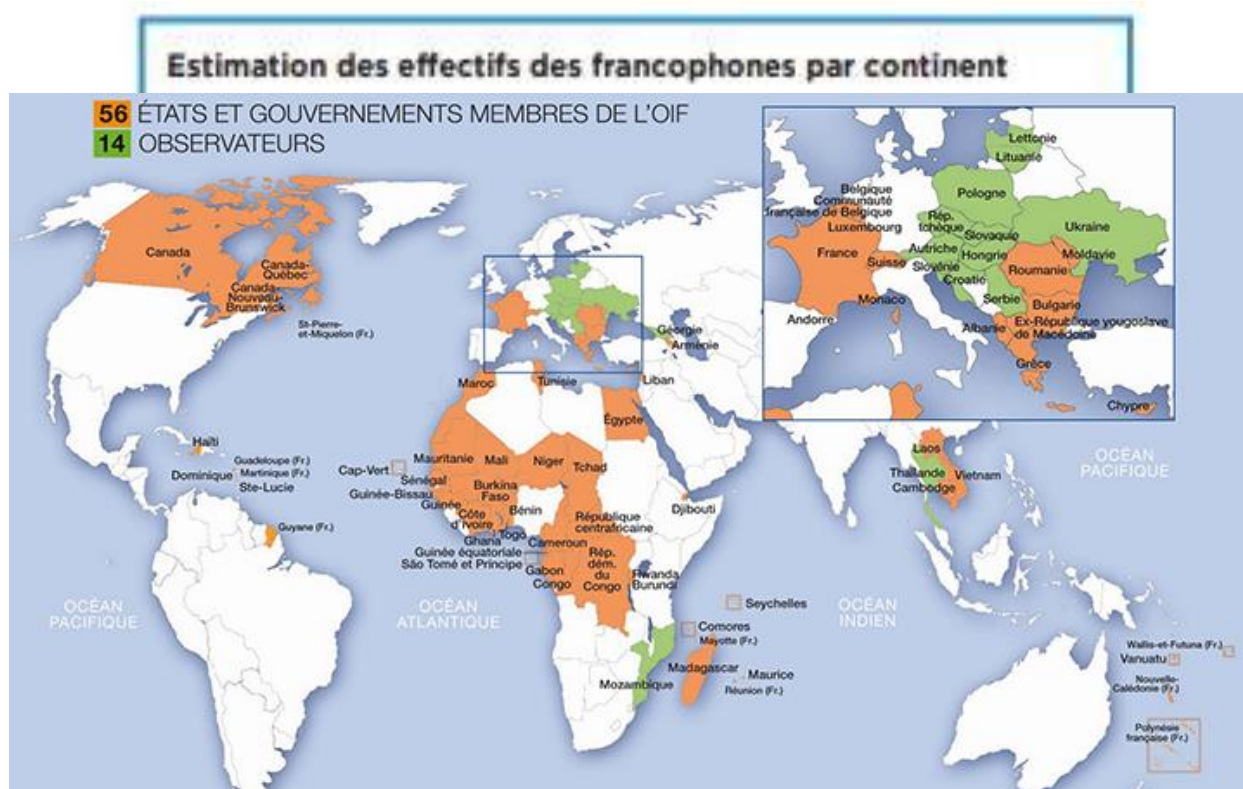 Estimation des effectifs des francophones par continent
56 ÉTATS ET GOUVERNEMENTS MEMBRES DE L'OIF
14 OBSERVATEURS
Canada
Canada-
Québec
Canada-
Nouveau-
Brunswick
St-Pierre-
et-Miquelon (Fr.)
Haïti
Guadeloupe (Fr.)
Dominique
Martinique (Fr.)
Ste-Lucie
Guyane (Fr.)
OCÉAN
PACIFIQUE
OCÉAN
ATLANTIQUE
Géorgie
Arménie
Maroc
Tunisie
Liban
Égypte
Mauritanie
Mali
Niger
Tchad
Cap-Vert
Sénégal
Guinée-Bissau
Burkina
Faso
Guinée
Bénin
Côte
d'Ivoire
Togo
Ghana
Cameroun
République
centrafricaine
Djibouti
Guinée équatoriale
São Tomé et Principe
Gabon
Congo
Rép.
dém.
du
Congo
Rwanda
Burundi
Seychelles
Comores
Mayotte (Fr.)
Madagascar
Maurice
Réunion (Fr.)
Mozambique
OCÉAN
INDIEN
Lettonie
Lituanie
Belgique
Communauté
française de Belgique
Luxembourg
Pologne
Rép.
tchèque
Slovaquie
Ukraine
France
Suisse
Autriche
Hongrie
Moldavie
Slovénie
Roumanie
Croatie
Monaco
Serbie
Bulgarie
Andorre
Albanie
Ex-République yougoslave
de Macédoine
Grèce
Chypre
Laos
Thaïlande
Vietnam
Cambodge
OCÉAN
PACIFIQUE
Wallis-et-Futuna (Fr.)
Vanuatu
Nouvelle-
Calédonie (Fr.)
Polynésie
française (Fr.)